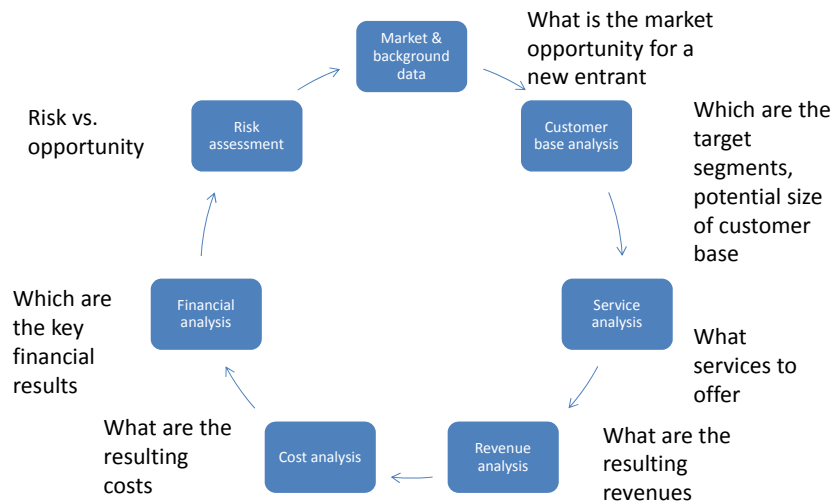 Market &
background
data
What is the market
opportunity for a
new entrant
Customer
base analysis
Which are the
target
segments,
potential size
of customer
base
Service
analysis
What
services to
offer
Revenue
analysis
What are the
resulting
revenues
Cost analysis
What are the
resulting
costs
Financial
analysis
Which are
the key
financial
results
Risk
assessment
Risk vs.
opportunity